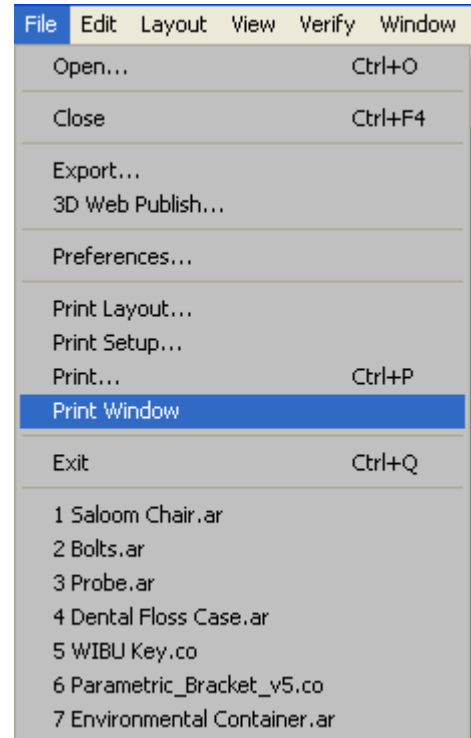 File Edit Layout View Verify Window
Open... Ctrl+O
Close Ctrl+F4
Export...
3D Web Publish...
Preferences...
Print Layout...
Print Setup...
Print... Ctrl+P
Print Window
Exit Ctrl+Q
1 Saloom Chair.ar
2 Bolts.ar
3 Probe.ar
4 Dental Floss Case.ar
5 WIBU Key.co
6 Parametric_Bracket_v5.co
7 Environmental Container.ar